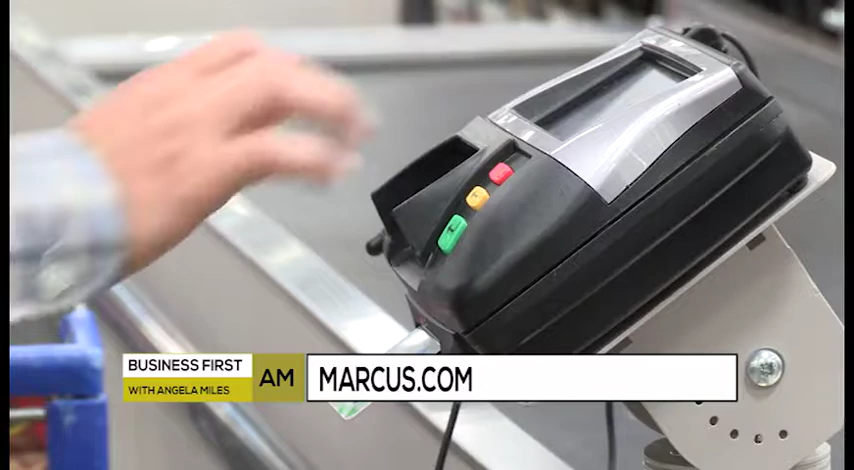 BUSINESS FIRST
WITH ANGELA MILES
AM
MARCUS.COM